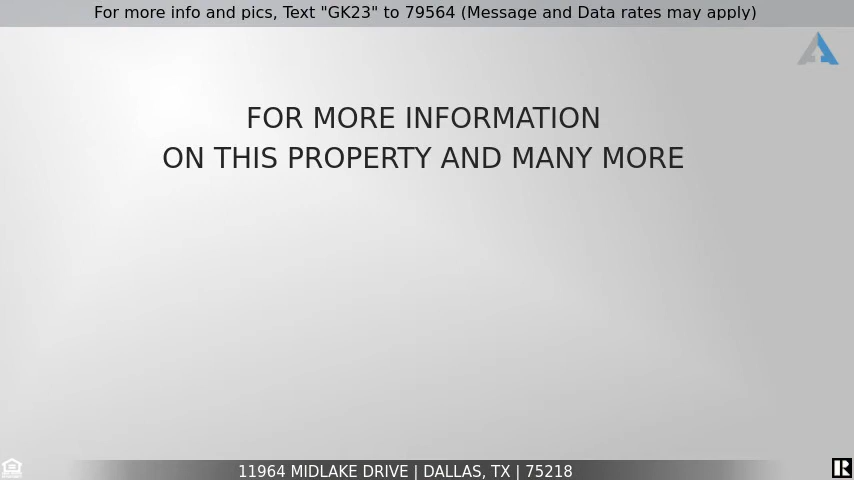 For more info and pics, Text "GK23" to 79564 (Message and Data rates may apply)
FOR MORE INFORMATION
ON THIS PROPERTY AND MANY MORE
11964 MIDLAKE DRIVE | DALLAS, TX | 75218